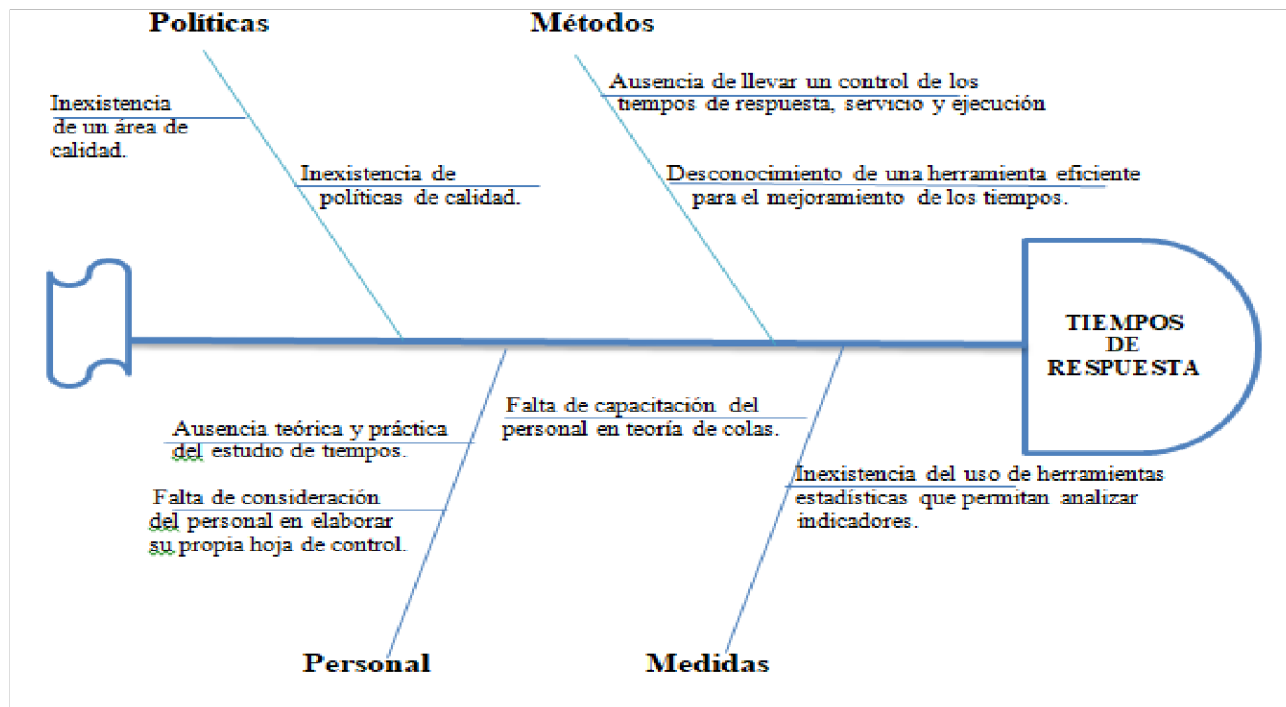 Políticas
Métodos
Inexistencia
de un área de
calidad.
Inexistencia de
políticas de calidad.
Ausencia de llevar un control de los
tiempos de respuesta, servicio y ejecución
Desconocimiento de una herramienta eficiente
para el mejoramiento de los tiempos.
TIEMPOS
DE
RESPUESTA
Ausencia teórica y práctica
del estudio de tiempos.
Falta de consideración
del personal en elaborar
su propia hoja de control.
Falta de capacitación del
personal en teoría de colas.
Inexistencia del uso de herramientas
estadísticas que permitan analizar
indicadores.
Personal
Medidas